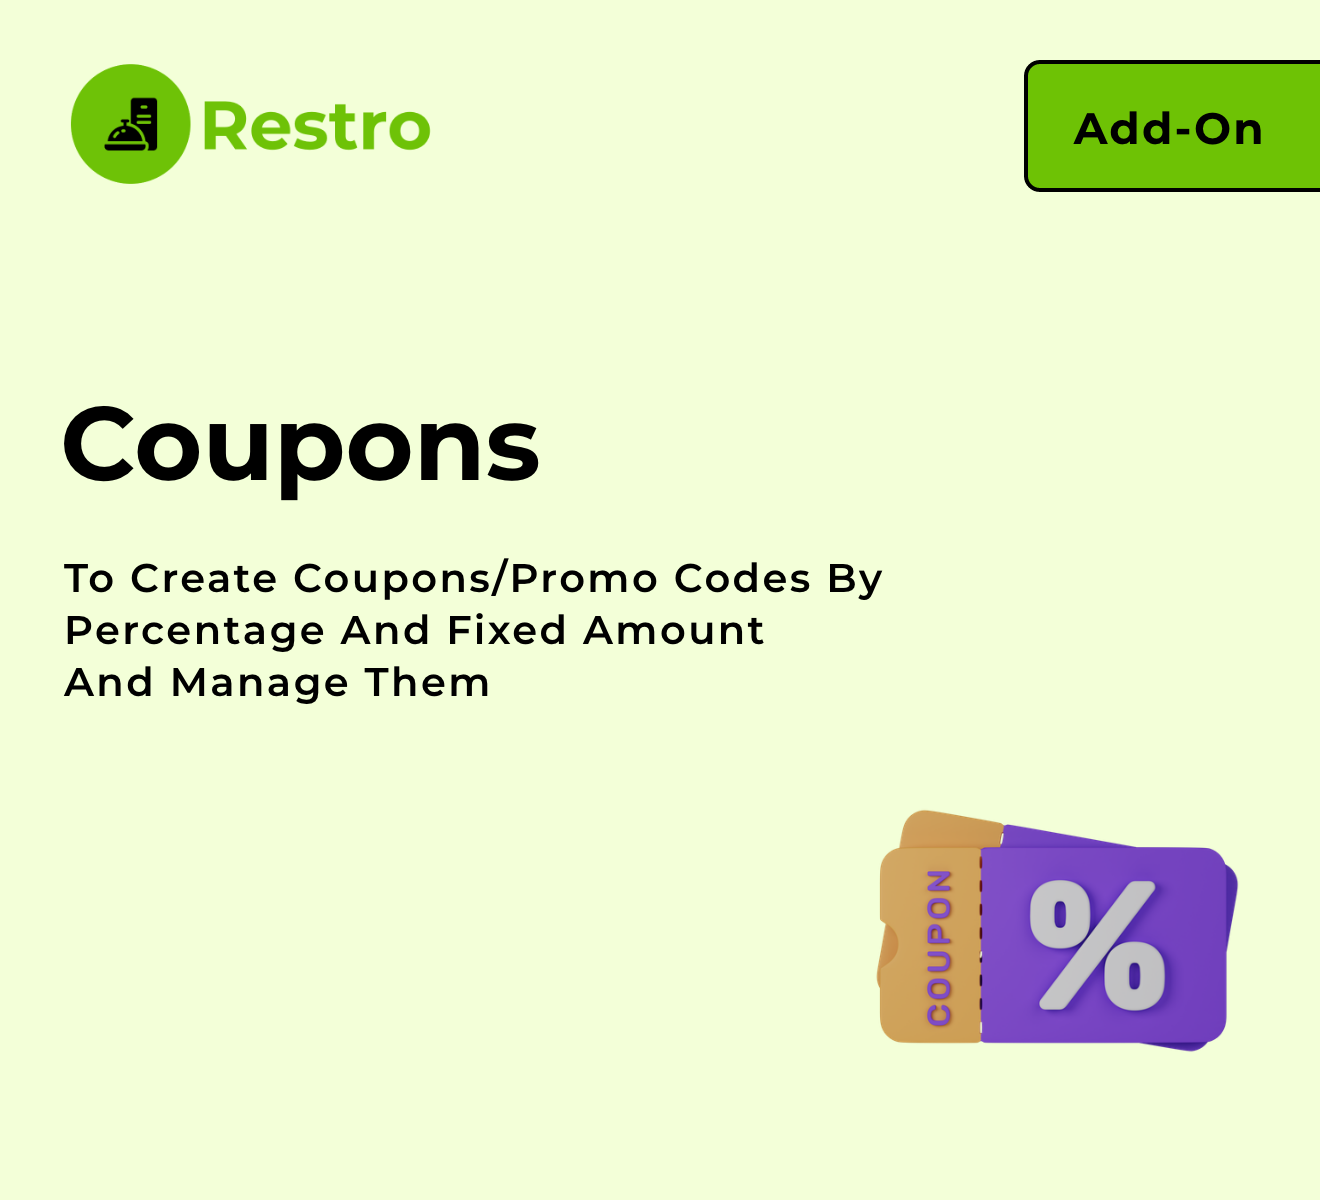 Restro
Add-On
Coupons
To Create Coupons/Promo Codes By
Percentage And Fixed Amount
And Manage Them
COUPON
%